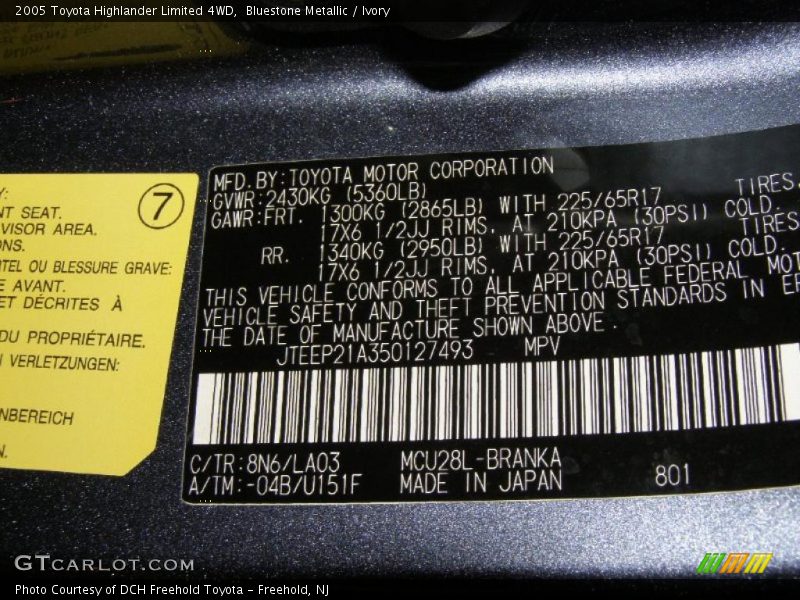 2005 Toyota Highlander Limited 4WD, Bluestone Metallic / Ivory
Y:
NT SEAT.
VISOR AREA.
ONS.
RTEL OU BLESSURE GRAVE:
E AVANT.
ET DÉCRITES À
DU PROPRIÉTAIRE.
N VERLETZUNGEN:
NBEREICH
N.
7
MFD.BY:TOYOTA MOTOR CORPORATION
GVWR:2430KG (5360LB)
GAWR:FRT. 1300KG (2865LB) WITH 225/65R17 TIRES,
17X6 1/2JJ RIMS, AT 210KPA (30PSI) COLD.
RR. 1340KG (2950LB) WITH 225/65R17 TIRES,
17X6 1/2JJ RIMS, AT 210KPA (30PSI) COLD.
THIS VEHICLE CONFORMS TO ALL APPLICABLE FEDERAL MOT
VEHICLE SAFETY AND THEFT PREVENTION STANDARDS IN EF
THE DATE OF MANUFACTURE SHOWN ABOVE.
JTEEP21A350127493 MPV
C/TR:8N6/LA03 MCU28L-BRANKA
A/TM:-04B/U151F MADE IN JAPAN 801
GTCARLOT.COM
Photo Courtesy of DCH Freehold Toyota - Freehold, NJ